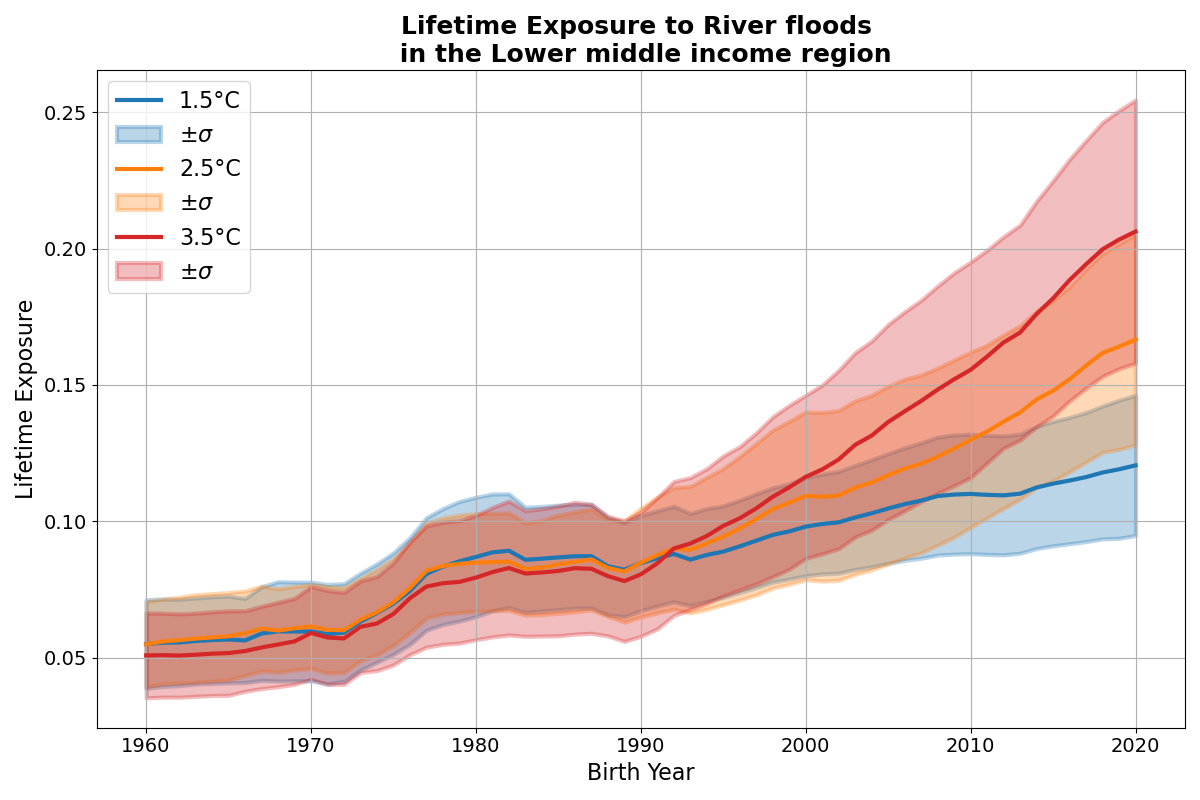 Lifetime Exposure to River floods
in the Lower middle income region
1.5°C
±σ
2.5°C
±σ
3.5°C
±σ
Lifetime Exposure
0.25
0.20
0.15
0.10
0.05
1960 1970 1980 1990 2000 2010 2020
Birth Year